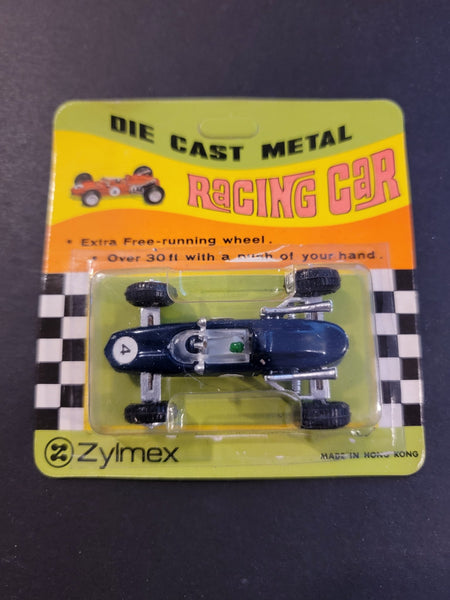 DIE CAST METAL
RACING CAR
• Extra Free-running wheel.
• Over 30 ft with a push of your hand.
4
Z Zylmex
MADE IN HONG KONG